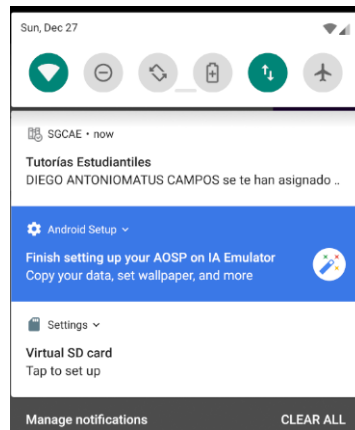 Sun, Dec 27
SGCAE • now
Tutorías Estudiantiles
DIEGO ANTONIOMATUS CAMPOS se te han asignado ..
Android Setup
Finish setting up your AOSP on IA Emulator
Copy your data, set wallpaper, and more
Settings
Virtual SD card
Tap to set up
Manage notifications CLEAR ALL